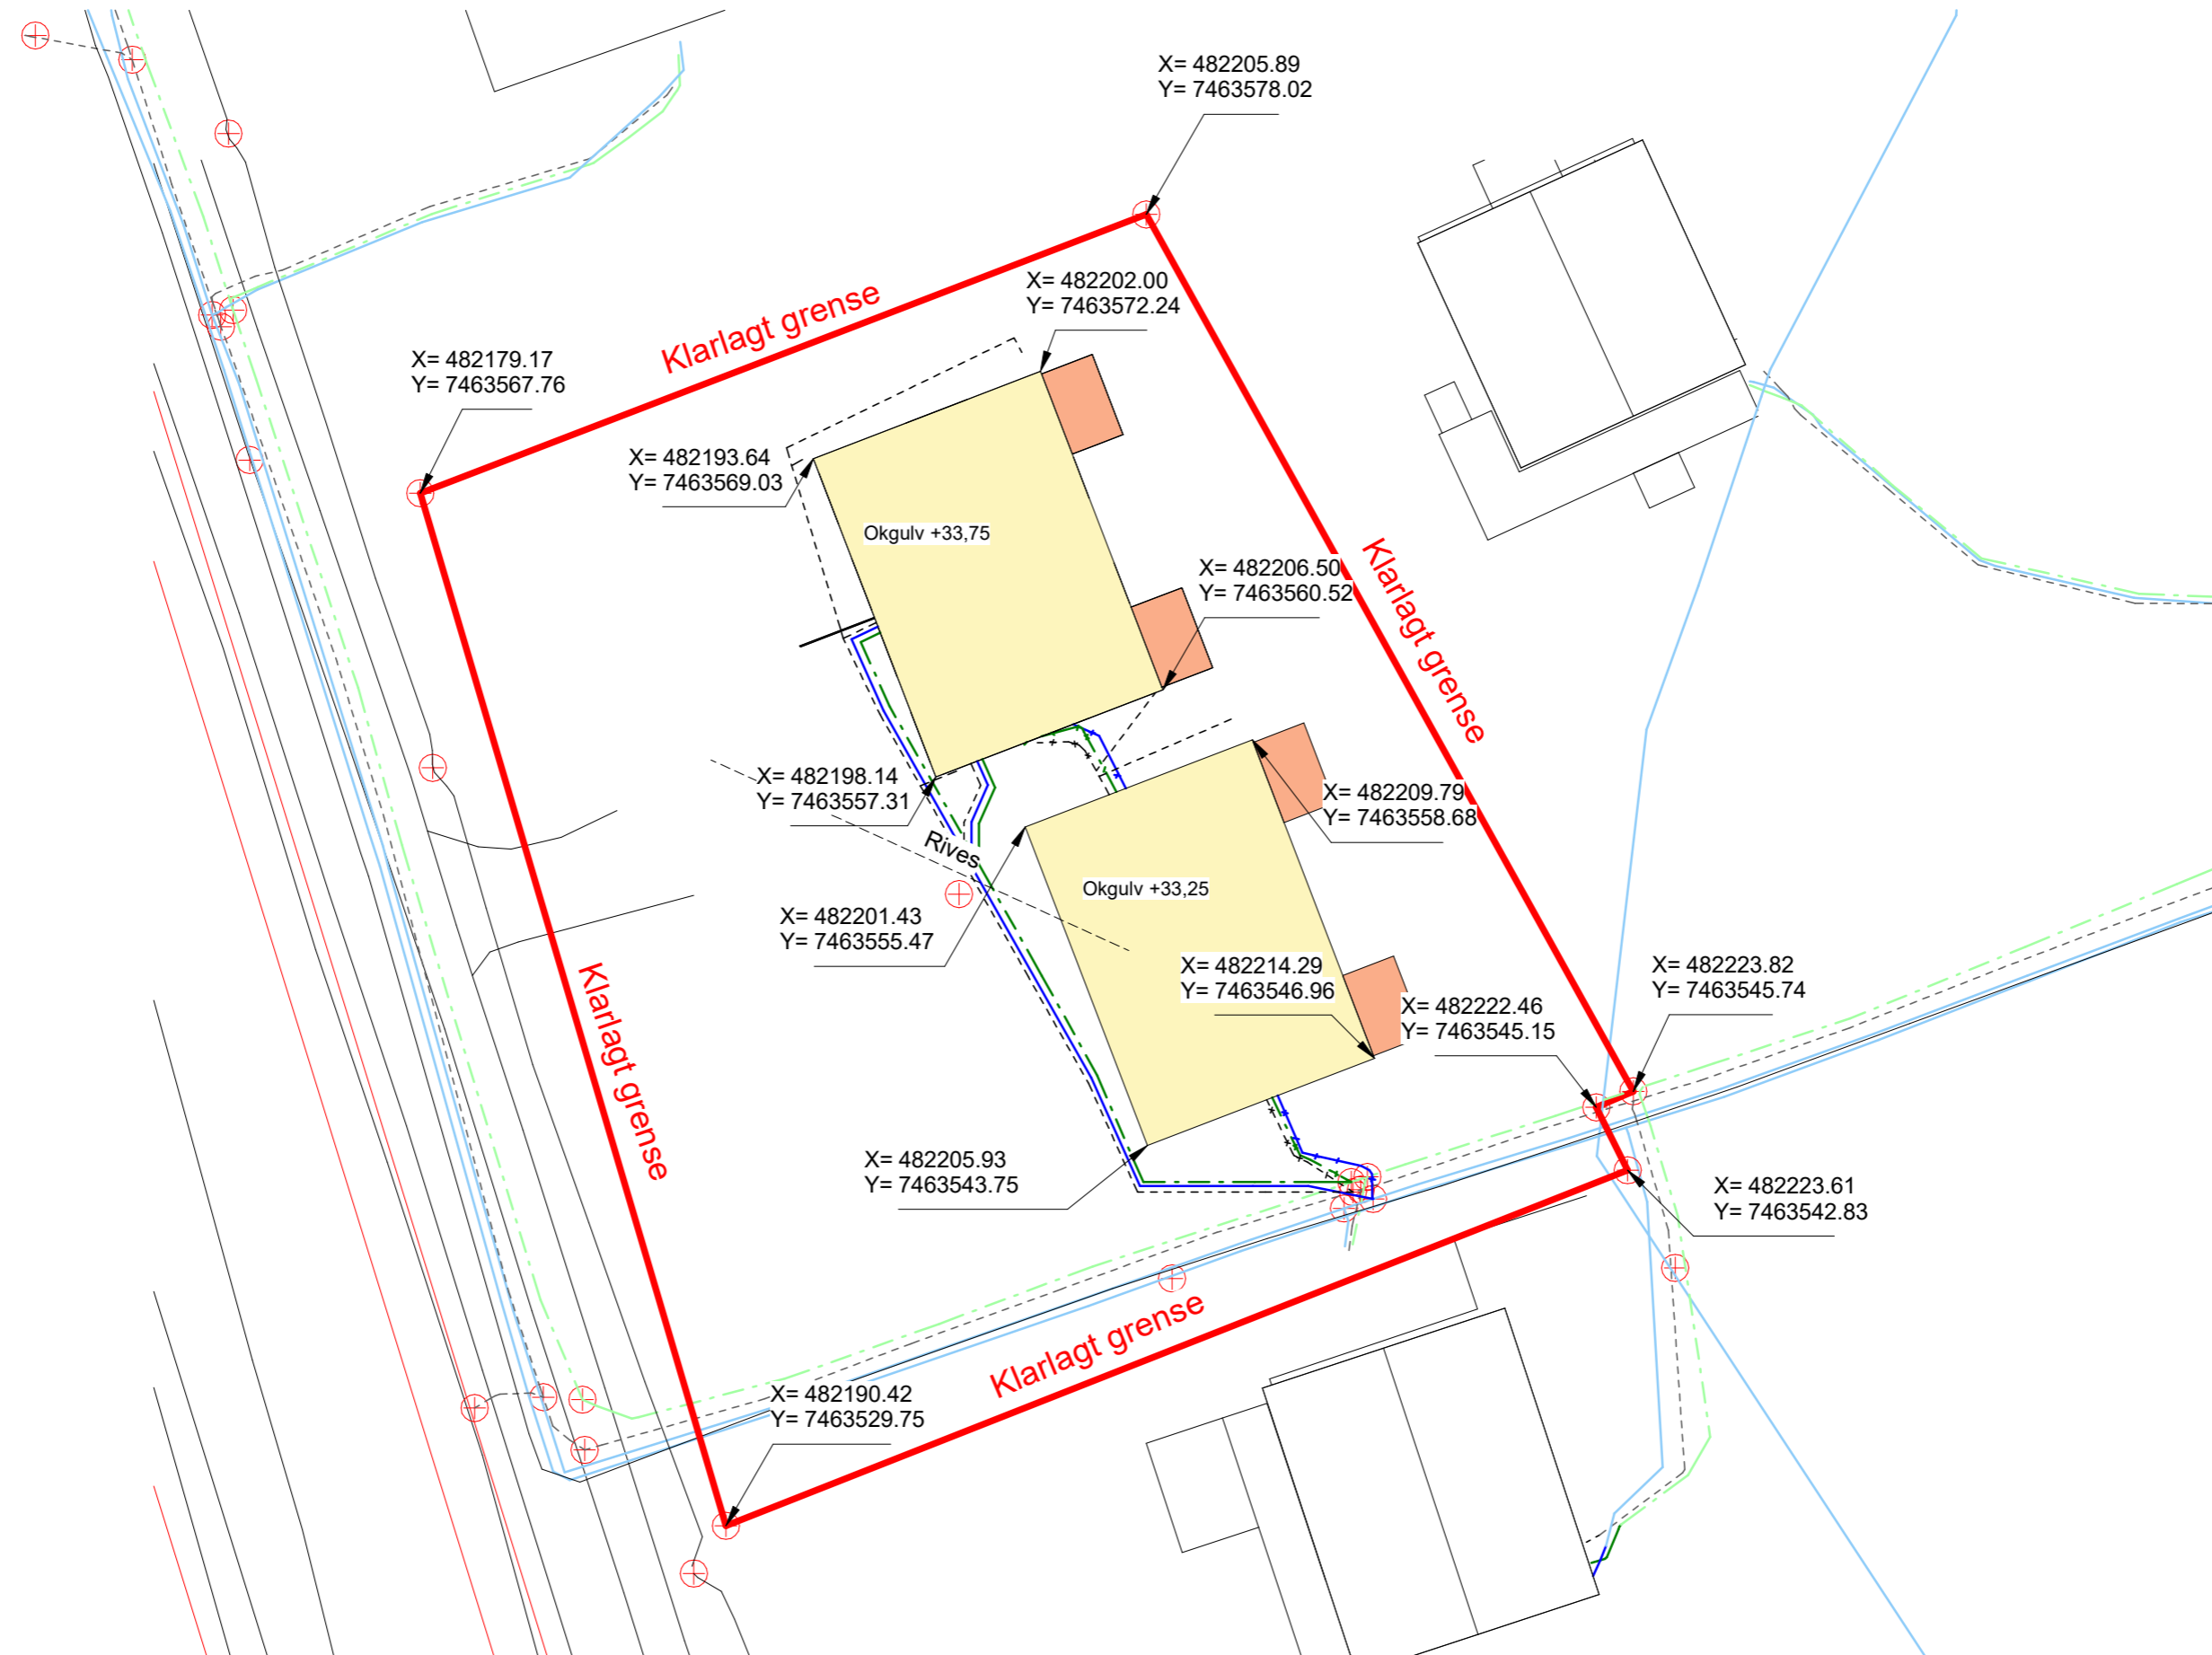 X= 482205.89
Y= 7463578.02
X= 482202.00
Y= 7463572.24
Klarlagt grense
X= 482179.17
Y= 7463567.76
X= 482193.64
Y= 7463569.03
Okgulv +33,75
X= 482206.50
Y= 7463560.52
Klarlagt grense
X= 482198.14
Y= 7463557.31
X= 482209.79
Y= 7463558.68
Rives
Okgulv +33,25
X= 482201.43
Y= 7463555.47
X= 482214.29
Y= 7463546.96
X= 482223.82
Y= 7463545.74
X= 482222.46
Y= 7463545.15
Klarlagt grense
X= 482205.93
Y= 7463543.75
X= 482223.61
Y= 7463542.83
Klarlagt grense
X= 482190.42
Y= 7463529.75